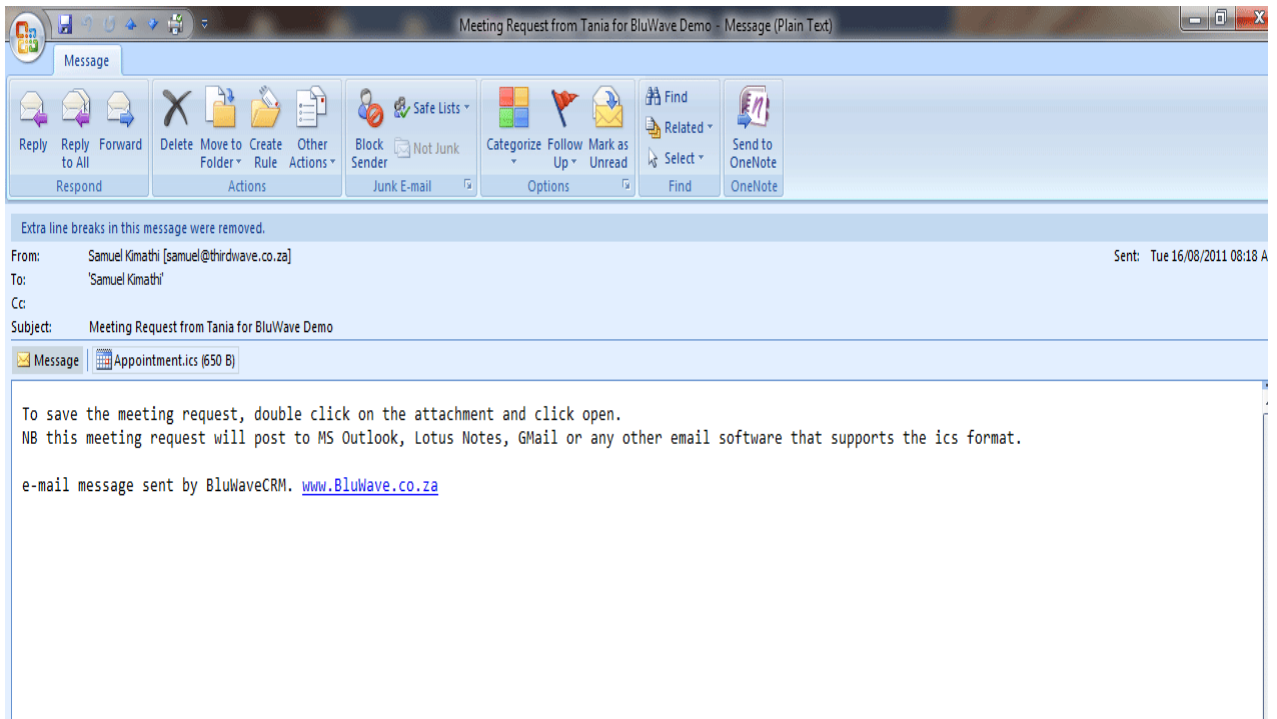 Meeting Request from Tania for BluWave Demo - Message (Plain Text)
Message
Reply
Reply to All
Forward
Respond
Delete
Move to Folder
Create Rule
Other Actions
Actions
Block Sender
Safe Lists
Not Junk
Junk E-mail
Categorize
Follow Up
Mark as Unread
Options
Find
Related
Select
Find
Send to OneNote
OneNote
Extra line breaks in this message were removed.
From: Samuel Kimathi [samuel@thirdwave.co.za] Sent: Tue 16/08/2011 08:18 A
To: 'Samuel Kimathi'
Cc:
Subject: Meeting Request from Tania for BluWave Demo
Message Appointment.ics (650 B)
To save the meeting request, double click on the attachment and click open.
NB this meeting request will post to MS Outlook, Lotus Notes, GMail or any other email software that supports the ics format.
e-mail message sent by BluWaveCRM. www.BluWave.co.za